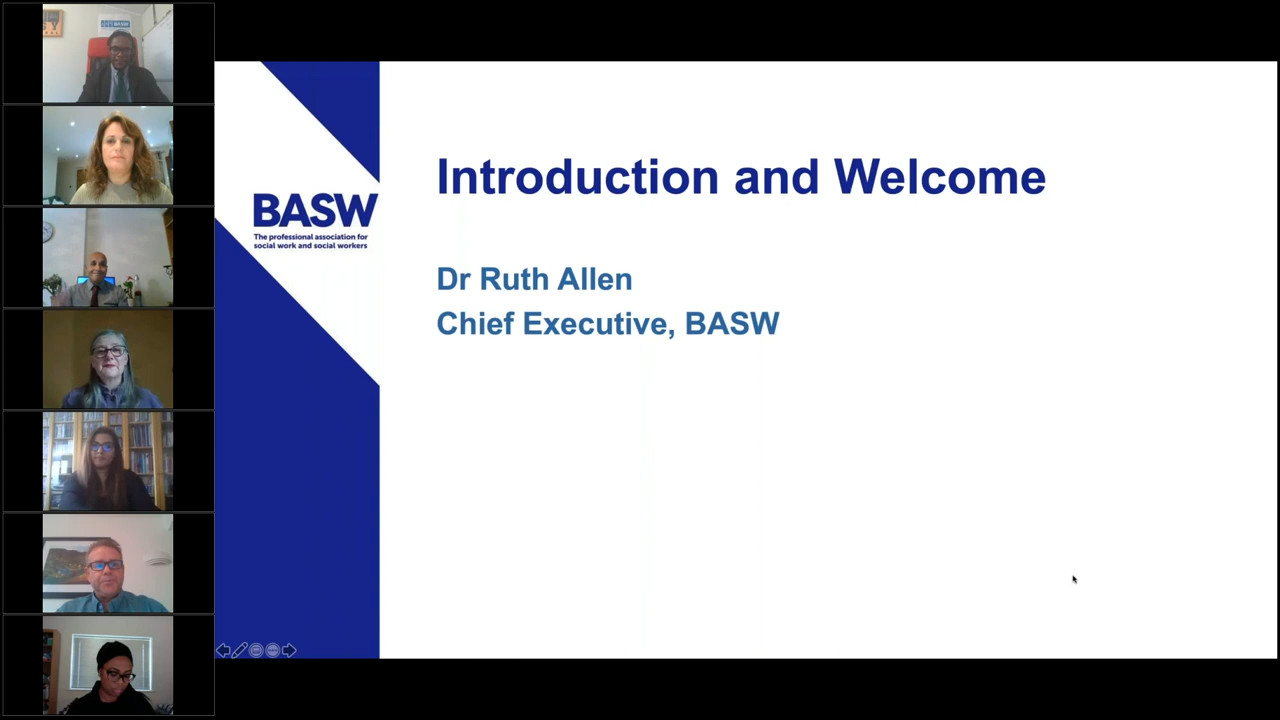 BASW
BASW
The professional association for
social work and social workers
Introduction and Welcome
Dr Ruth Allen
Chief Executive, BASW